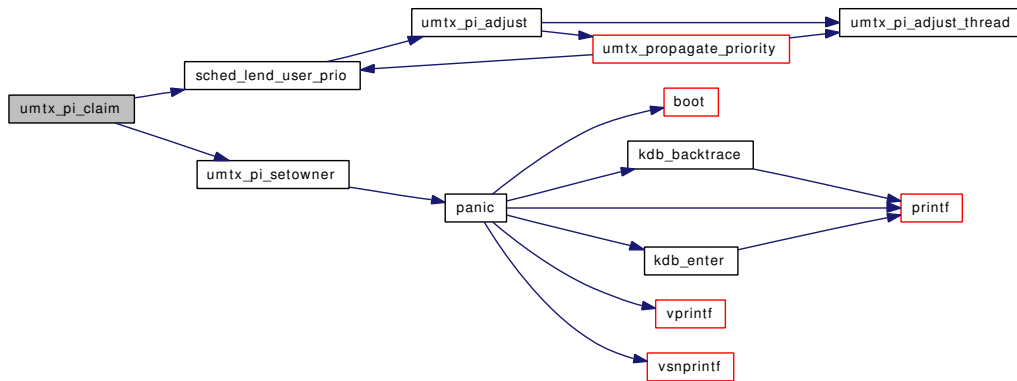 umtx_pi_adjust
umtx_pi_adjust_thread
umtx_propagate_priority
sched_lend_user_prio
umtx_pi_claim
boot
kdb_backtrace
umtx_pi_setowner
panic
printf
kdb_enter
vprintf
vsnprintf